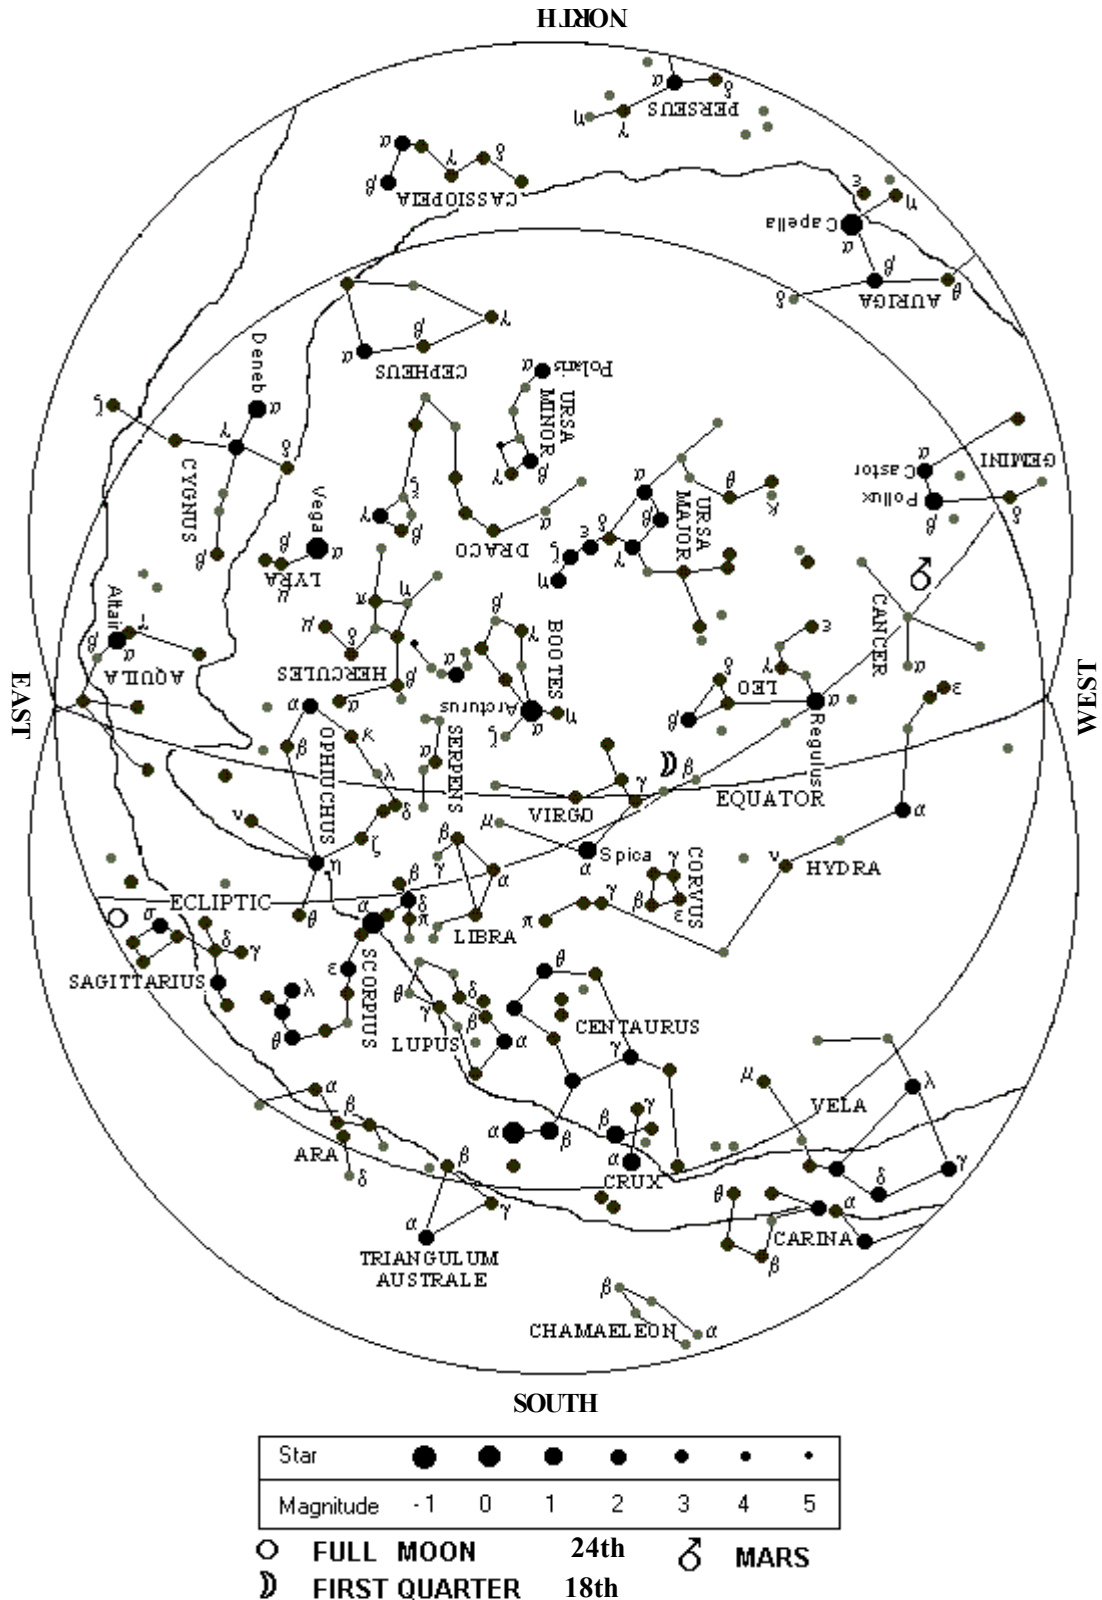 NORTH
α
δ
PERSEUS
η
γ
α
γ
δ
β
CASSIOPEIA
ε
η
Capella
α
β
δ
AURIGA
θ
γ
β
α
CEPHEUS
Polaris
URSA
MINOR
β
γ
Deneb
α
ζ
γ
δ
CYGNUS
β
Vega
α
β
LYRA
μ
ξ
γ
β
DRACO
α
α
β
URSA
MAJOR
θ
κ
δ
ε
ζ
γ
η
α
Castor
Pollux
β
GEMINI
δ
♂
CANCER
α
Altair
γ
β
α
AQUILA
π
η
μ
δ
HERCULES
β
α
β
γ
BOOTES
Arcturus
α
η
ζ
ε
γ
δ
LEO
β
α
Regulus
ε
EAST
WEST
α
κ
β
OPHUCHUS
λ
δ
ν
ζ
η
θ
SERPENS
α
VIRGO
γ
β
EQUATOR
μ
Spica
α
β
γ
α
LIBRA
CORVUS
γ
β
ε
α
HYDRA
ν
γ
π
ECLIPTIC
σ
δ
γ
SAGITTARIUS
β
δ
α
π
ε
SCORPIUS
λ
θ
θ
δ
γ
β
α
LUPUS
θ
CENTAURUS
γ
α
β
β
γ
α
CRUX
μ
VELA
λ
δ
γ
α
β
ARA
δ
β
γ
α
TRIANGULUM
AUSTRALE
θ
α
CARINA
β
β
CHAMAELEON
α
SOUTH
Star
Magnitude -1 0 1 2 3 4 5
FULL MOON 24th ♂ MARS
FIRST QUARTER 18th